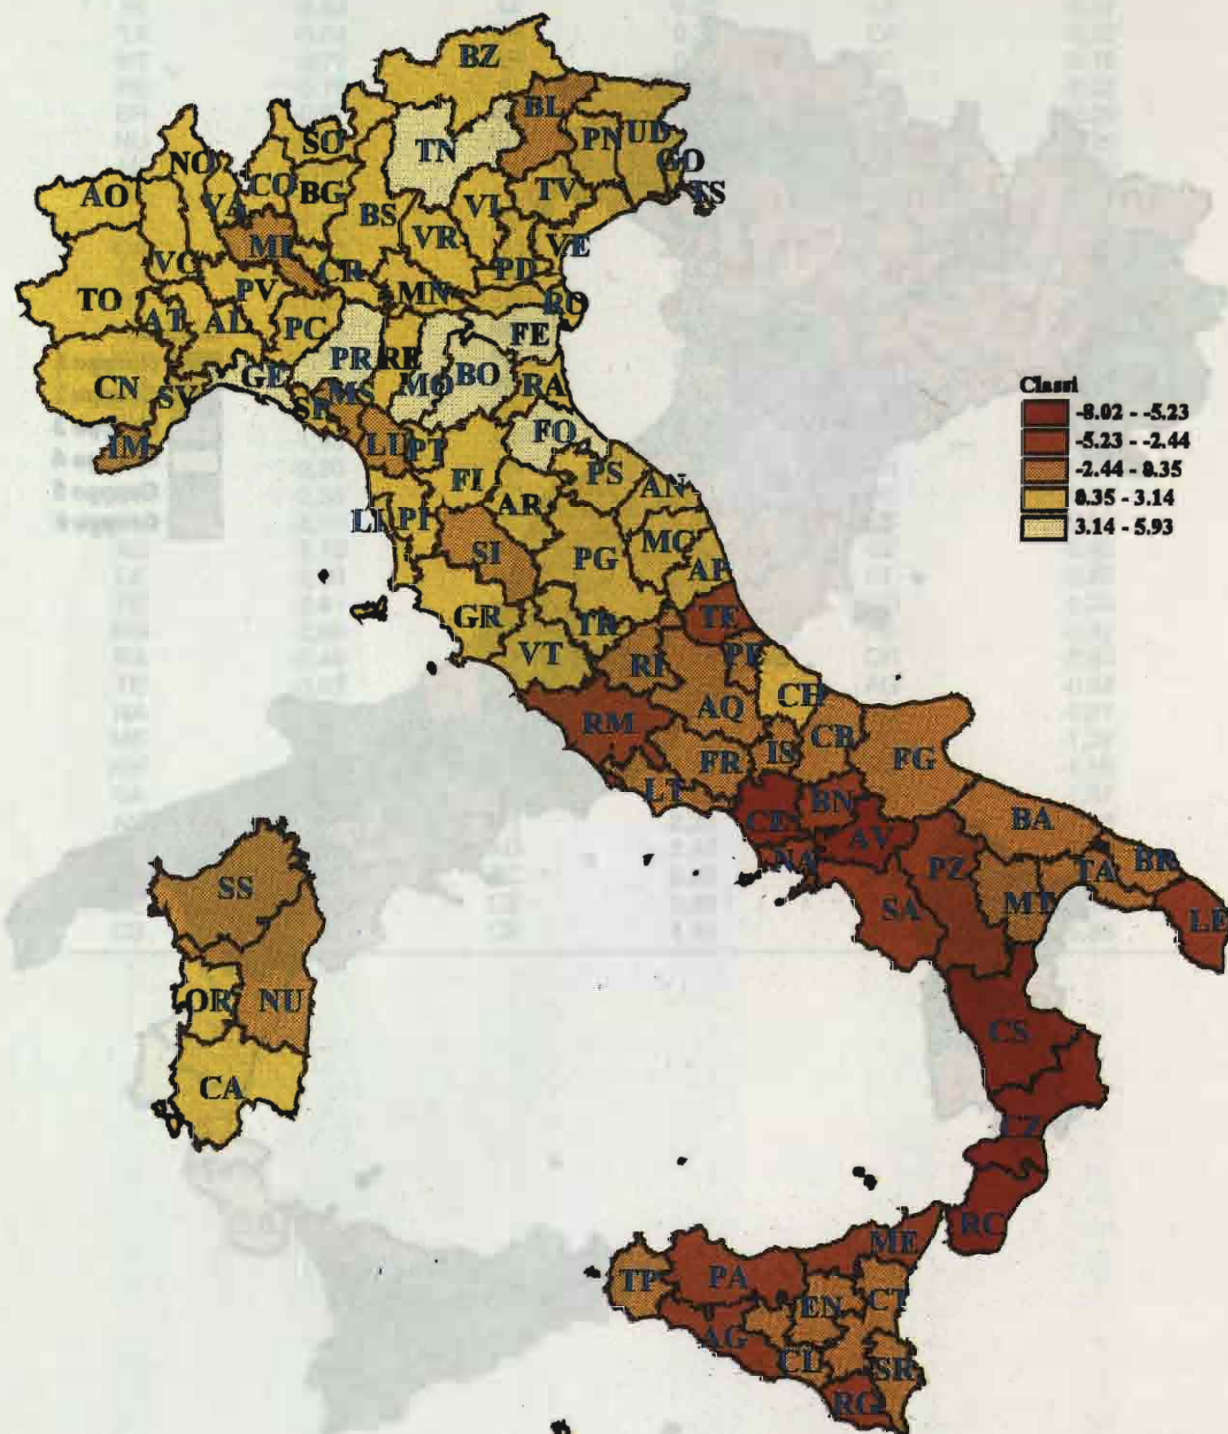 BZ
BL
SO
TN
PN
UD
NO
GO
CO
AO
BG
TV
TS
VA
BS
VI
VR
MI
VE
VC
CR
PD
PV
MN
TO
RO
AT
AL
PC
FE
PR
RE
GE
BO
MO
CN
RA
MS
SV
FO
IM
LU
PT
FI
PS
AN
AR
LI
PI
MC
SI
PG
AP
GR
TR
TE
VT
RI
PE
CH
AQ
RM
CB
IS
FR
FG
LT
BN
CE
BA
AV
NA
PZ
TA
BR
SS
MT
SA
LE
OR
NU
CS
CA
CZ
RC
ME
TP
PA
EN
CT
AG
CL
SR
RG
Classi
-8.02 - -5.23
-5.23 - -2.44
-2.44 - 0.35
0.35 - 3.14
3.14 - 5.93